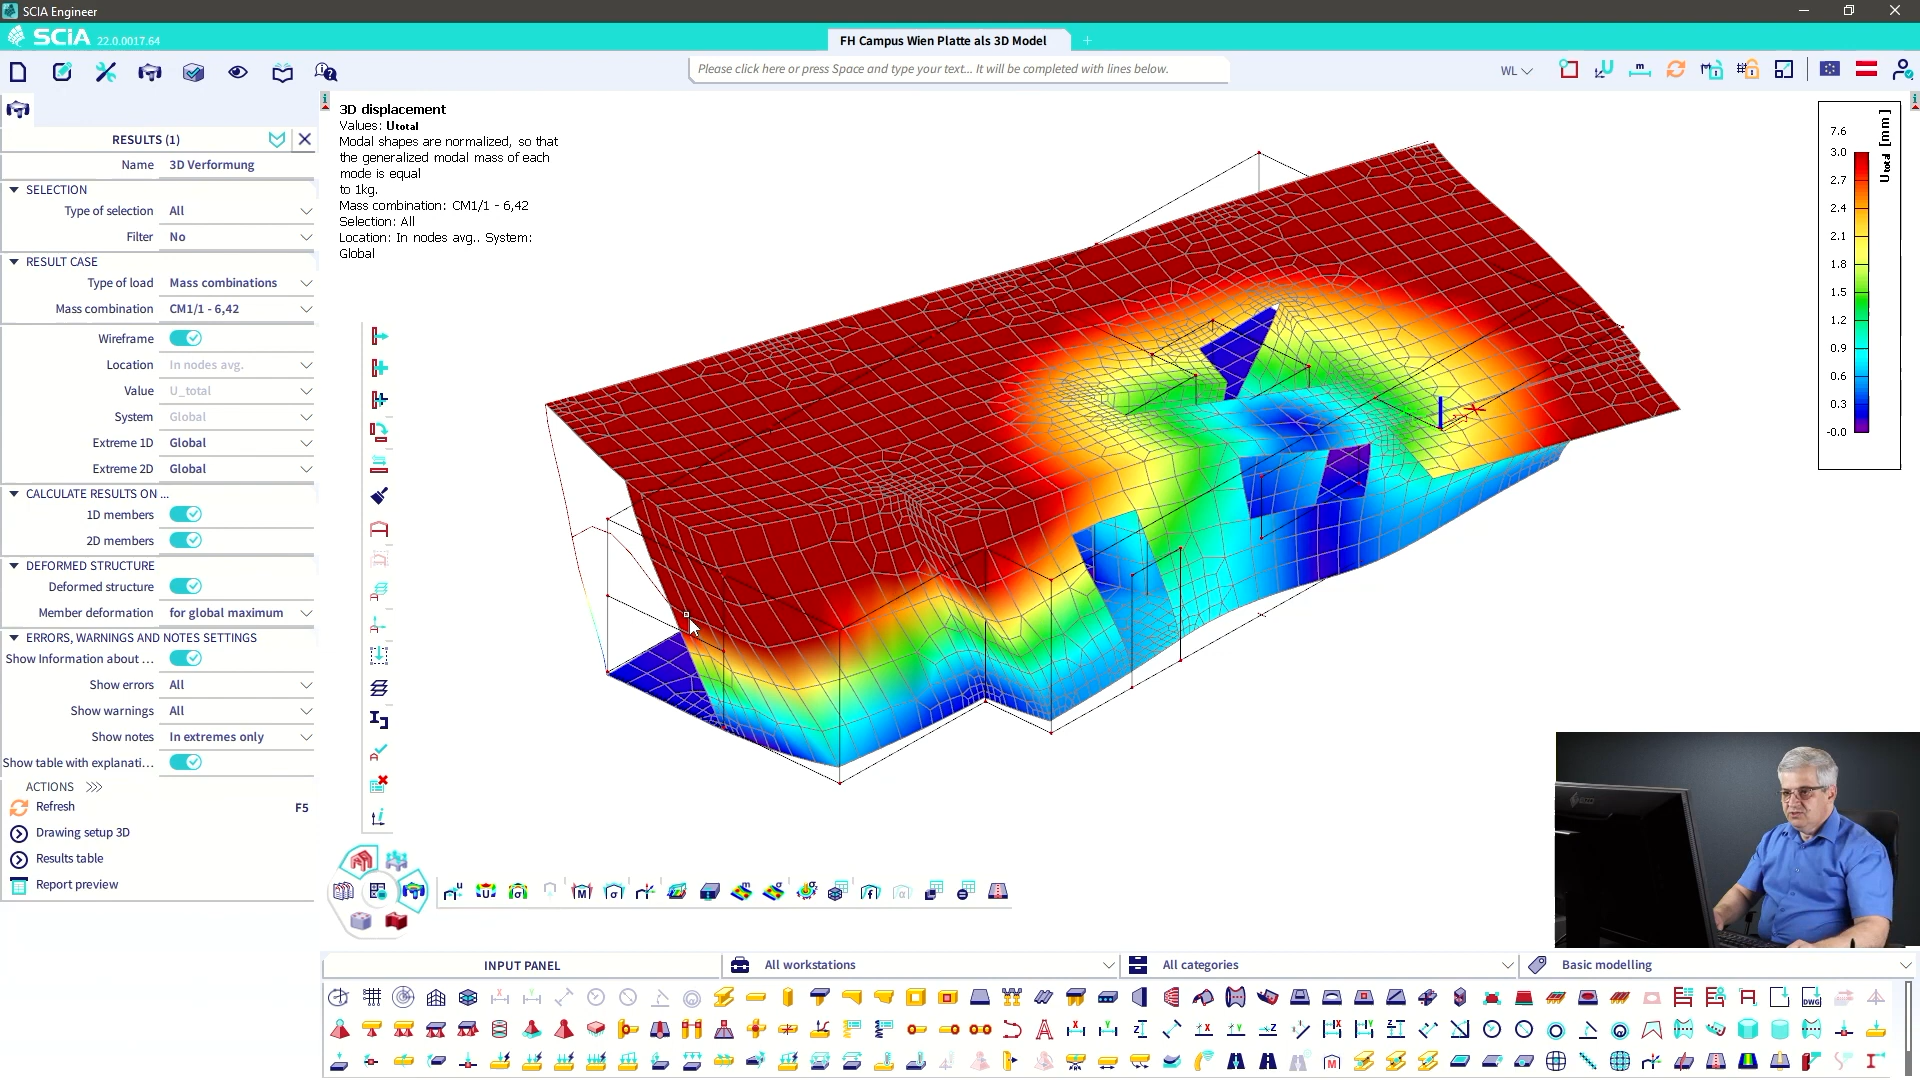 SCIA Engineer
SCIA 22.0.0017.64
FH Campus Wien Platte als 3D Model
Please click here or press Space and type your text... It will be completed with lines below.
WL
RESULTS (1)
Name 3D Verformung
SELECTION
Type of selection All
Filter No
RESULT CASE
Type of load Mass combinations
Mass combination CM1/1 - 6,42
Wireframe
Location In nodes avg.
Value U_total
System Global
Extreme 1D Global
Extreme 2D Global
CALCULATE RESULTS ON ...
1D members
2D members
DEFORMED STRUCTURE
Deformed structure
Member deformation for global maximum
ERRORS, WARNINGS AND NOTES SETTINGS
Show Information about ...
Show errors All
Show warnings All
Show notes In extremes only
Show table with explanati...
ACTIONS >>>
Refresh F5
Drawing setup 3D
Results table
Report preview
3D displacement
Values: Utotal
Modal shapes are normalized, so that
the generalized modal mass of each
mode is equal
to 1kg.
Mass combination: CM1/1 - 6,42
Selection: All
Location: In nodes avg.. System:
Global
Utotal [mm]
7.6
3.0
2.7
2.4
2.1
1.8
1.5
1.2
0.9
0.6
0.3
-0.0
INPUT PANEL
All workstations
All categories
Basic modelling